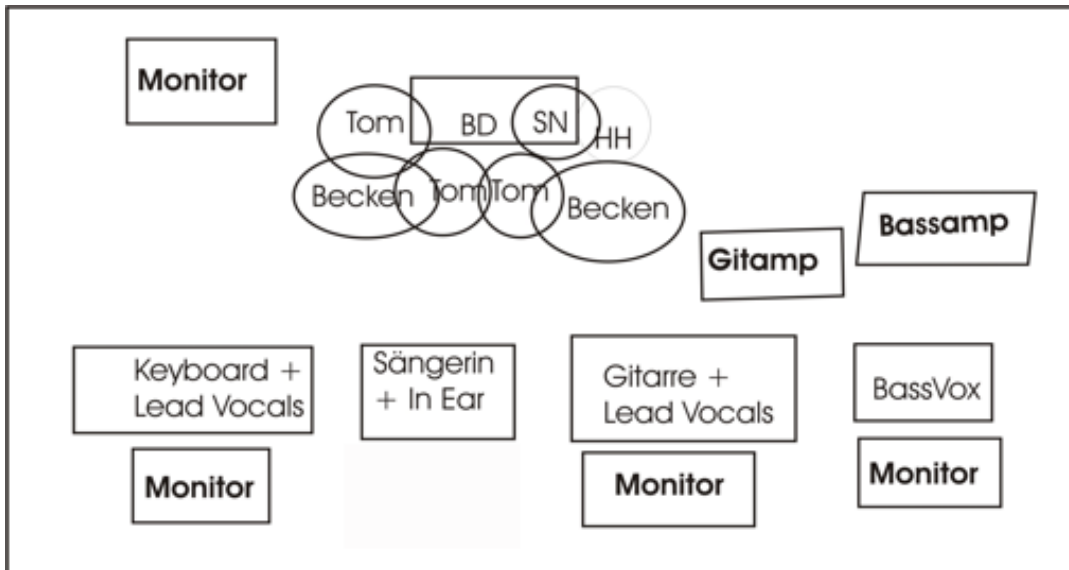 Monitor
Tom
BD
SN
HH
Becken
Tom
Tom
Becken
Bassamp
Gitamp
Keyboard +
Lead Vocals
Sängerin
+ In Ear
Gitarre +
Lead Vocals
BassVox
Monitor
Monitor
Monitor